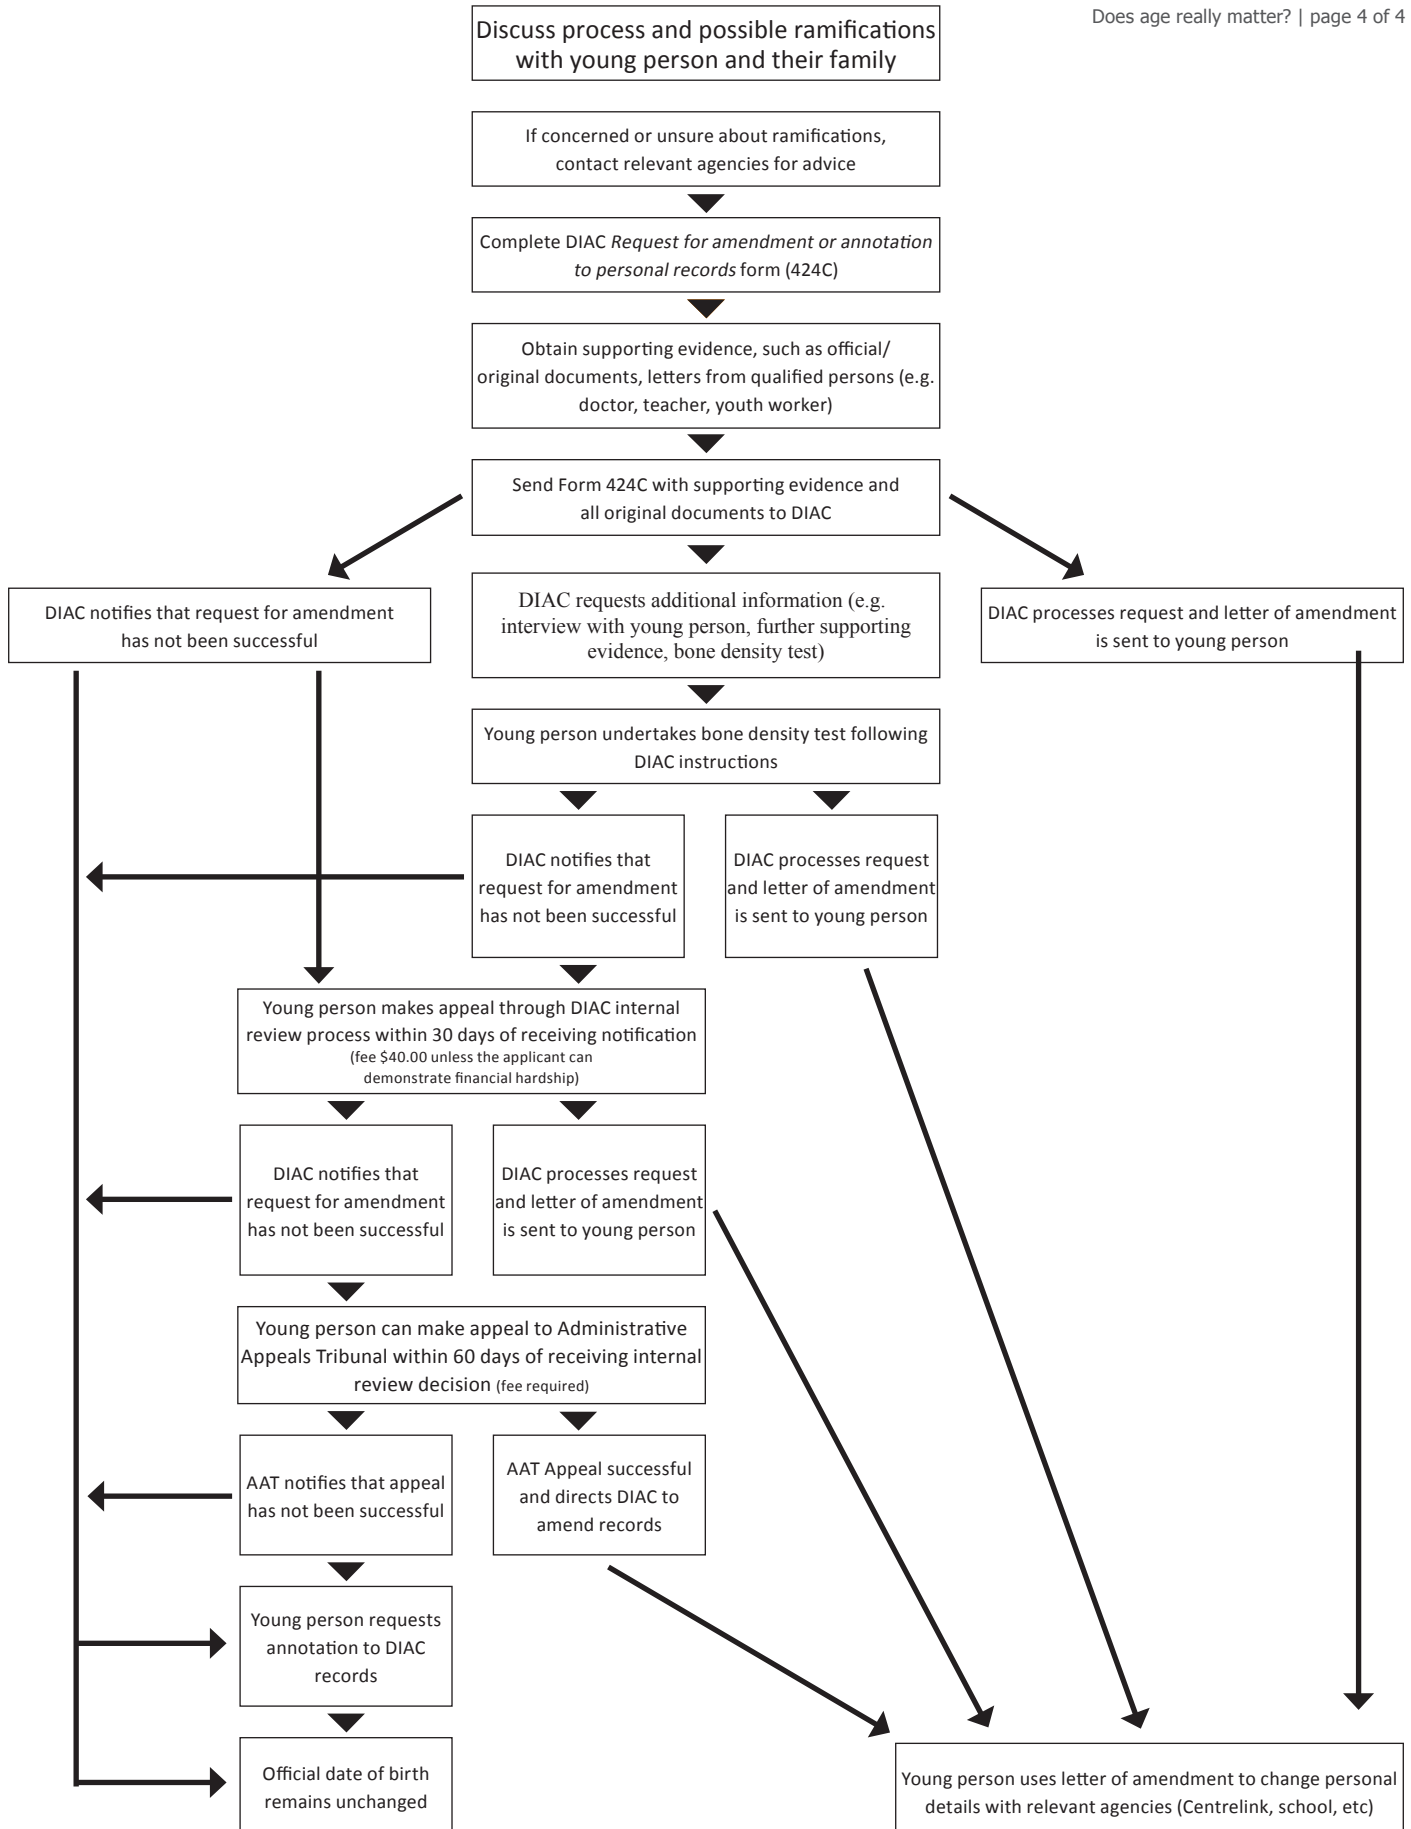 Does age really matter? | page 4 of 4
Discuss process and possible ramifications
with young person and their family
If concerned or unsure about ramifications,
contact relevant agencies for advice
Complete DIAC Request for amendment or annotation
to personal records form (424C)
Obtain supporting evidence, such as official/
original documents, letters from qualified persons (e.g.
doctor, teacher, youth worker)
Send Form 424C with supporting evidence and
all original documents to DIAC
DIAC notifies that request for amendment
has not been successful
DIAC requests additional information (e.g.
interview with young person, further supporting
evidence, bone density test)
DIAC processes request and letter of amendment
is sent to young person
Young person undertakes bone density test following
DIAC instructions
DIAC notifies that
request for amendment
has not been successful
DIAC processes request
and letter of amendment
is sent to young person
Young person makes appeal through DIAC internal
review process within 30 days of receiving notification
(fee $40.00 unless the applicant can
demonstrate financial hardship)
DIAC notifies that
request for amendment
has not been successful
DIAC processes request
and letter of amendment
is sent to young person
Young person can make appeal to Administrative
Appeals Tribunal within 60 days of receiving internal
review decision (fee required)
AAT notifies that appeal
has not been successful
AAT Appeal successful
and directs DIAC to
amend records
Young person requests
annotation to DIAC
records
Official date of birth
remains unchanged
Young person uses letter of amendment to change personal
details with relevant agencies (Centrelink, school, etc)